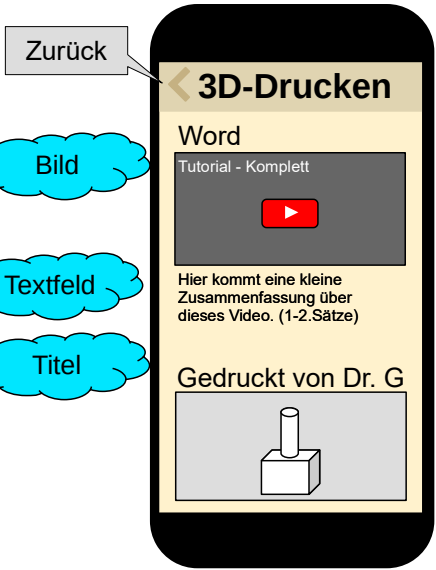 Zurück
3D-Drucken
Word
Bild
Tutorial - Komplett
Textfeld
Hier kommt eine kleine
Zusammenfassung über
dieses Video. (1-2.Sätze)
Titel
Gedruckt von Dr. G